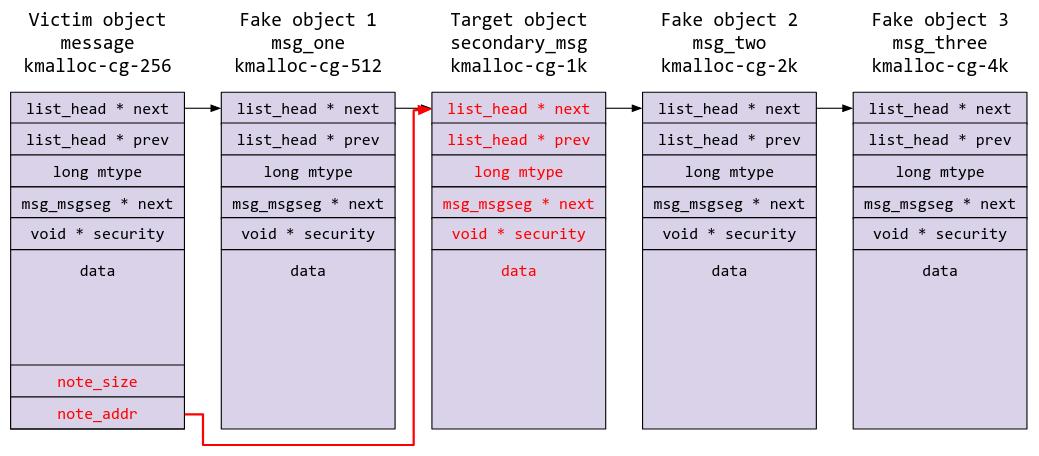 Victim object
message
kmalloc-cg-256
list_head * next
list_head * prev
long mtype
msg_msgseg * next
void * security
data
note_size
note_addr
Fake object 1
msg_one
kmalloc-cg-512
list_head * next
list_head * prev
long mtype
msg_msgseg * next
void * security
data
Target object
secondary_msg
kmalloc-cg-1k
list_head * next
list_head * prev
long mtype
msg_msgseg * next
void * security
data
Fake object 2
msg_two
kmalloc-cg-2k
list_head * next
list_head * prev
long mtype
msg_msgseg * next
void * security
data
Fake object 3
msg_three
kmalloc-cg-4k
list_head * next
list_head * prev
long mtype
msg_msgseg * next
void * security
data